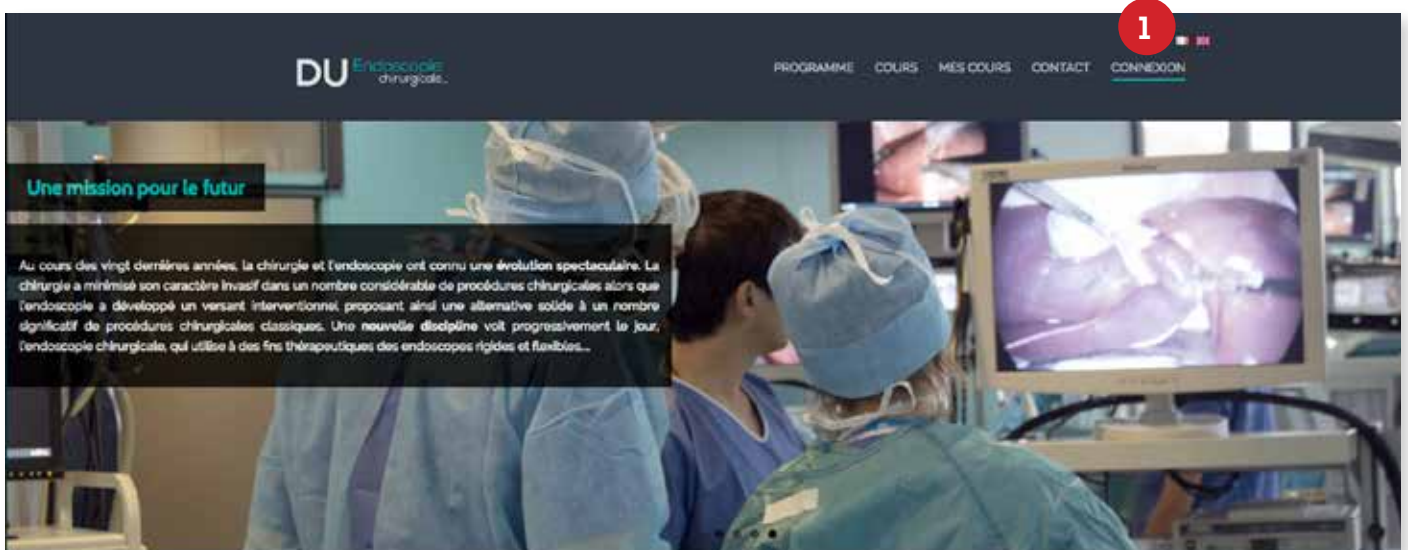 1
DU Endoscopie
chirurgicale...
PROGRAMME COURS MES COURS CONTACT CONNEXION
Une mission pour le futur
Au cours des vingt dernières années, la chirurgie et l'endoscopie ont connu une évolution spectaculaire. La
chirurgie a minimisé son caractère invasif dans un nombre considérable de procédures chirurgicales alors que
l'endoscopie a développé un versant interventionnel proposant ainsi une alternative solide à un nombre
significatif de procédures chirurgicales classiques. Une nouvelle discipline voit progressivement le jour,
l'endoscopie chirurgicale, qui utilise à des fins thérapeutiques des endoscopes rigides et flexibles...